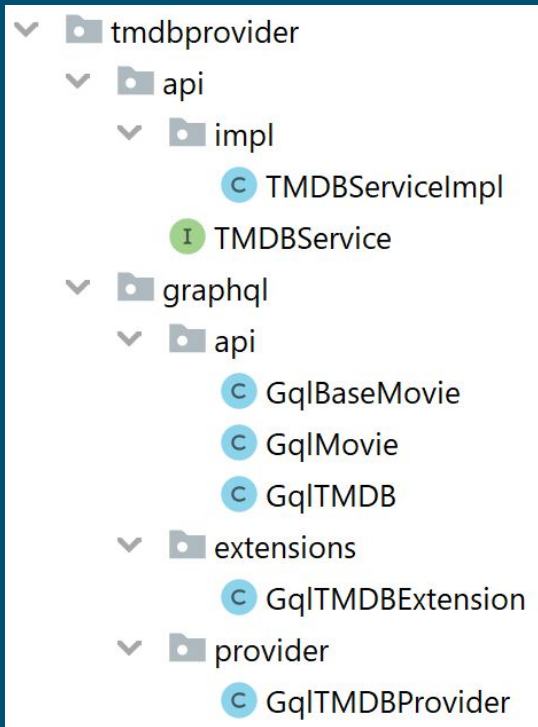 tmdbprovider
api
impl
C TMDBServiceImpl
I TMDBService
graphql
api
C GqlBaseMovie
C GqlMovie
C GqlTMDB
extensions
C GqlTMDBExtension
provider
C GqlTMDBProvider